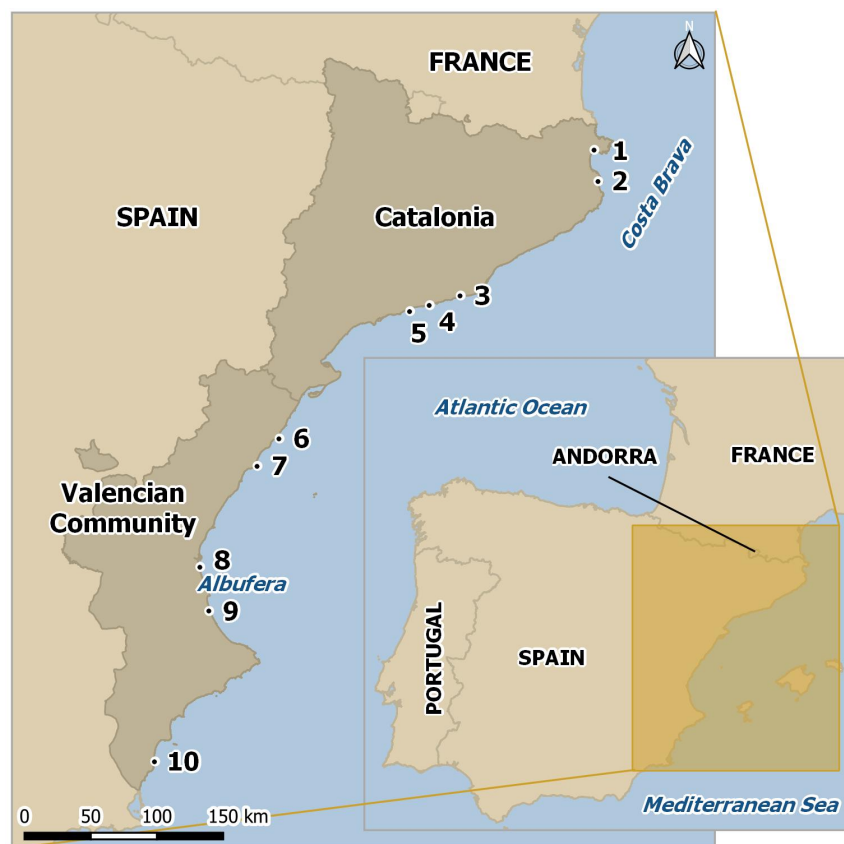 N
FRANCE
1
2
Costa Brava
SPAIN
Catalonia
3
4
5
Atlantic Ocean
6
ANDORRA
FRANCE
7
Valencian
Community
8
Albufera
9
PORTUGAL
SPAIN
10
Mediterranean Sea
0 50 100 150 km